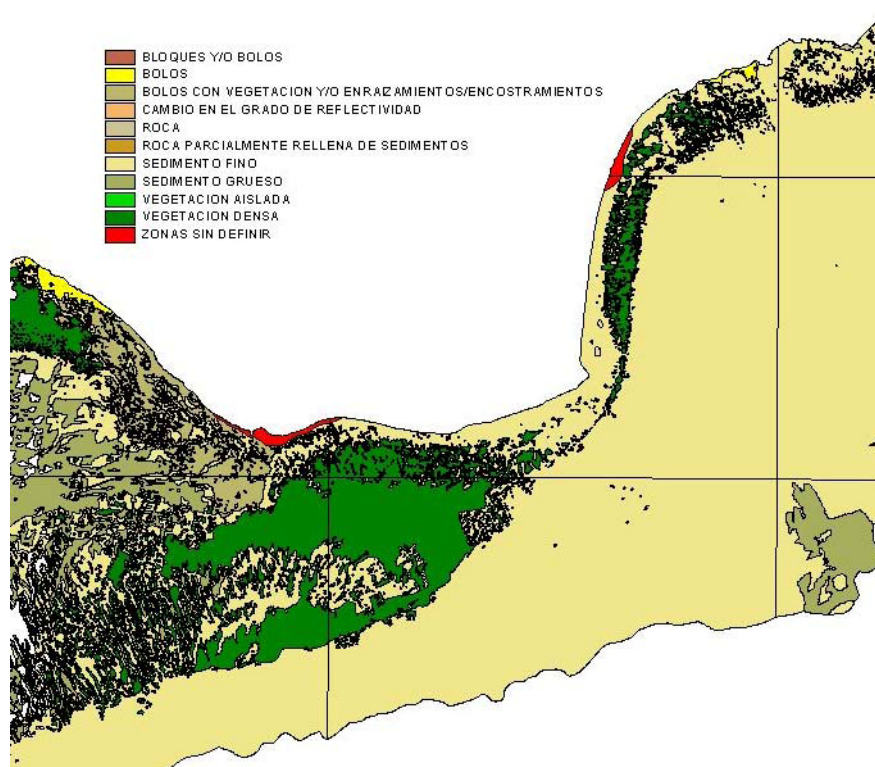 BLOQUES Y/O BOLOS
BOLOS
BOLOS CON VEGETACION Y/O ENRAIZAMIENTOS/ENCOSTRAMIENTOS
CAMBIO EN EL GRADO DE REFLECTIVIDAD
ROCA
ROCA PARCIALMENTE RELLENA DE SEDIMENTOS
SEDIMENTO FINO
SEDIMENTO GRUESO
VEGETACION AISLADA
VEGETACION DENSA
ZONAS SIN DEFINIR